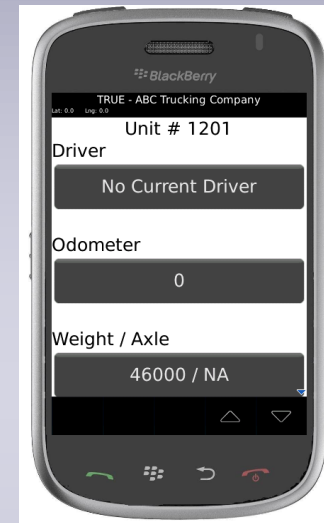 BlackBerry
TRUE - ABC Trucking Company
Lat: 0.0 Lng: 0.0
Unit # 1201
Driver
No Current Driver
Odometer
0
Weight / Axle
46000 / NA